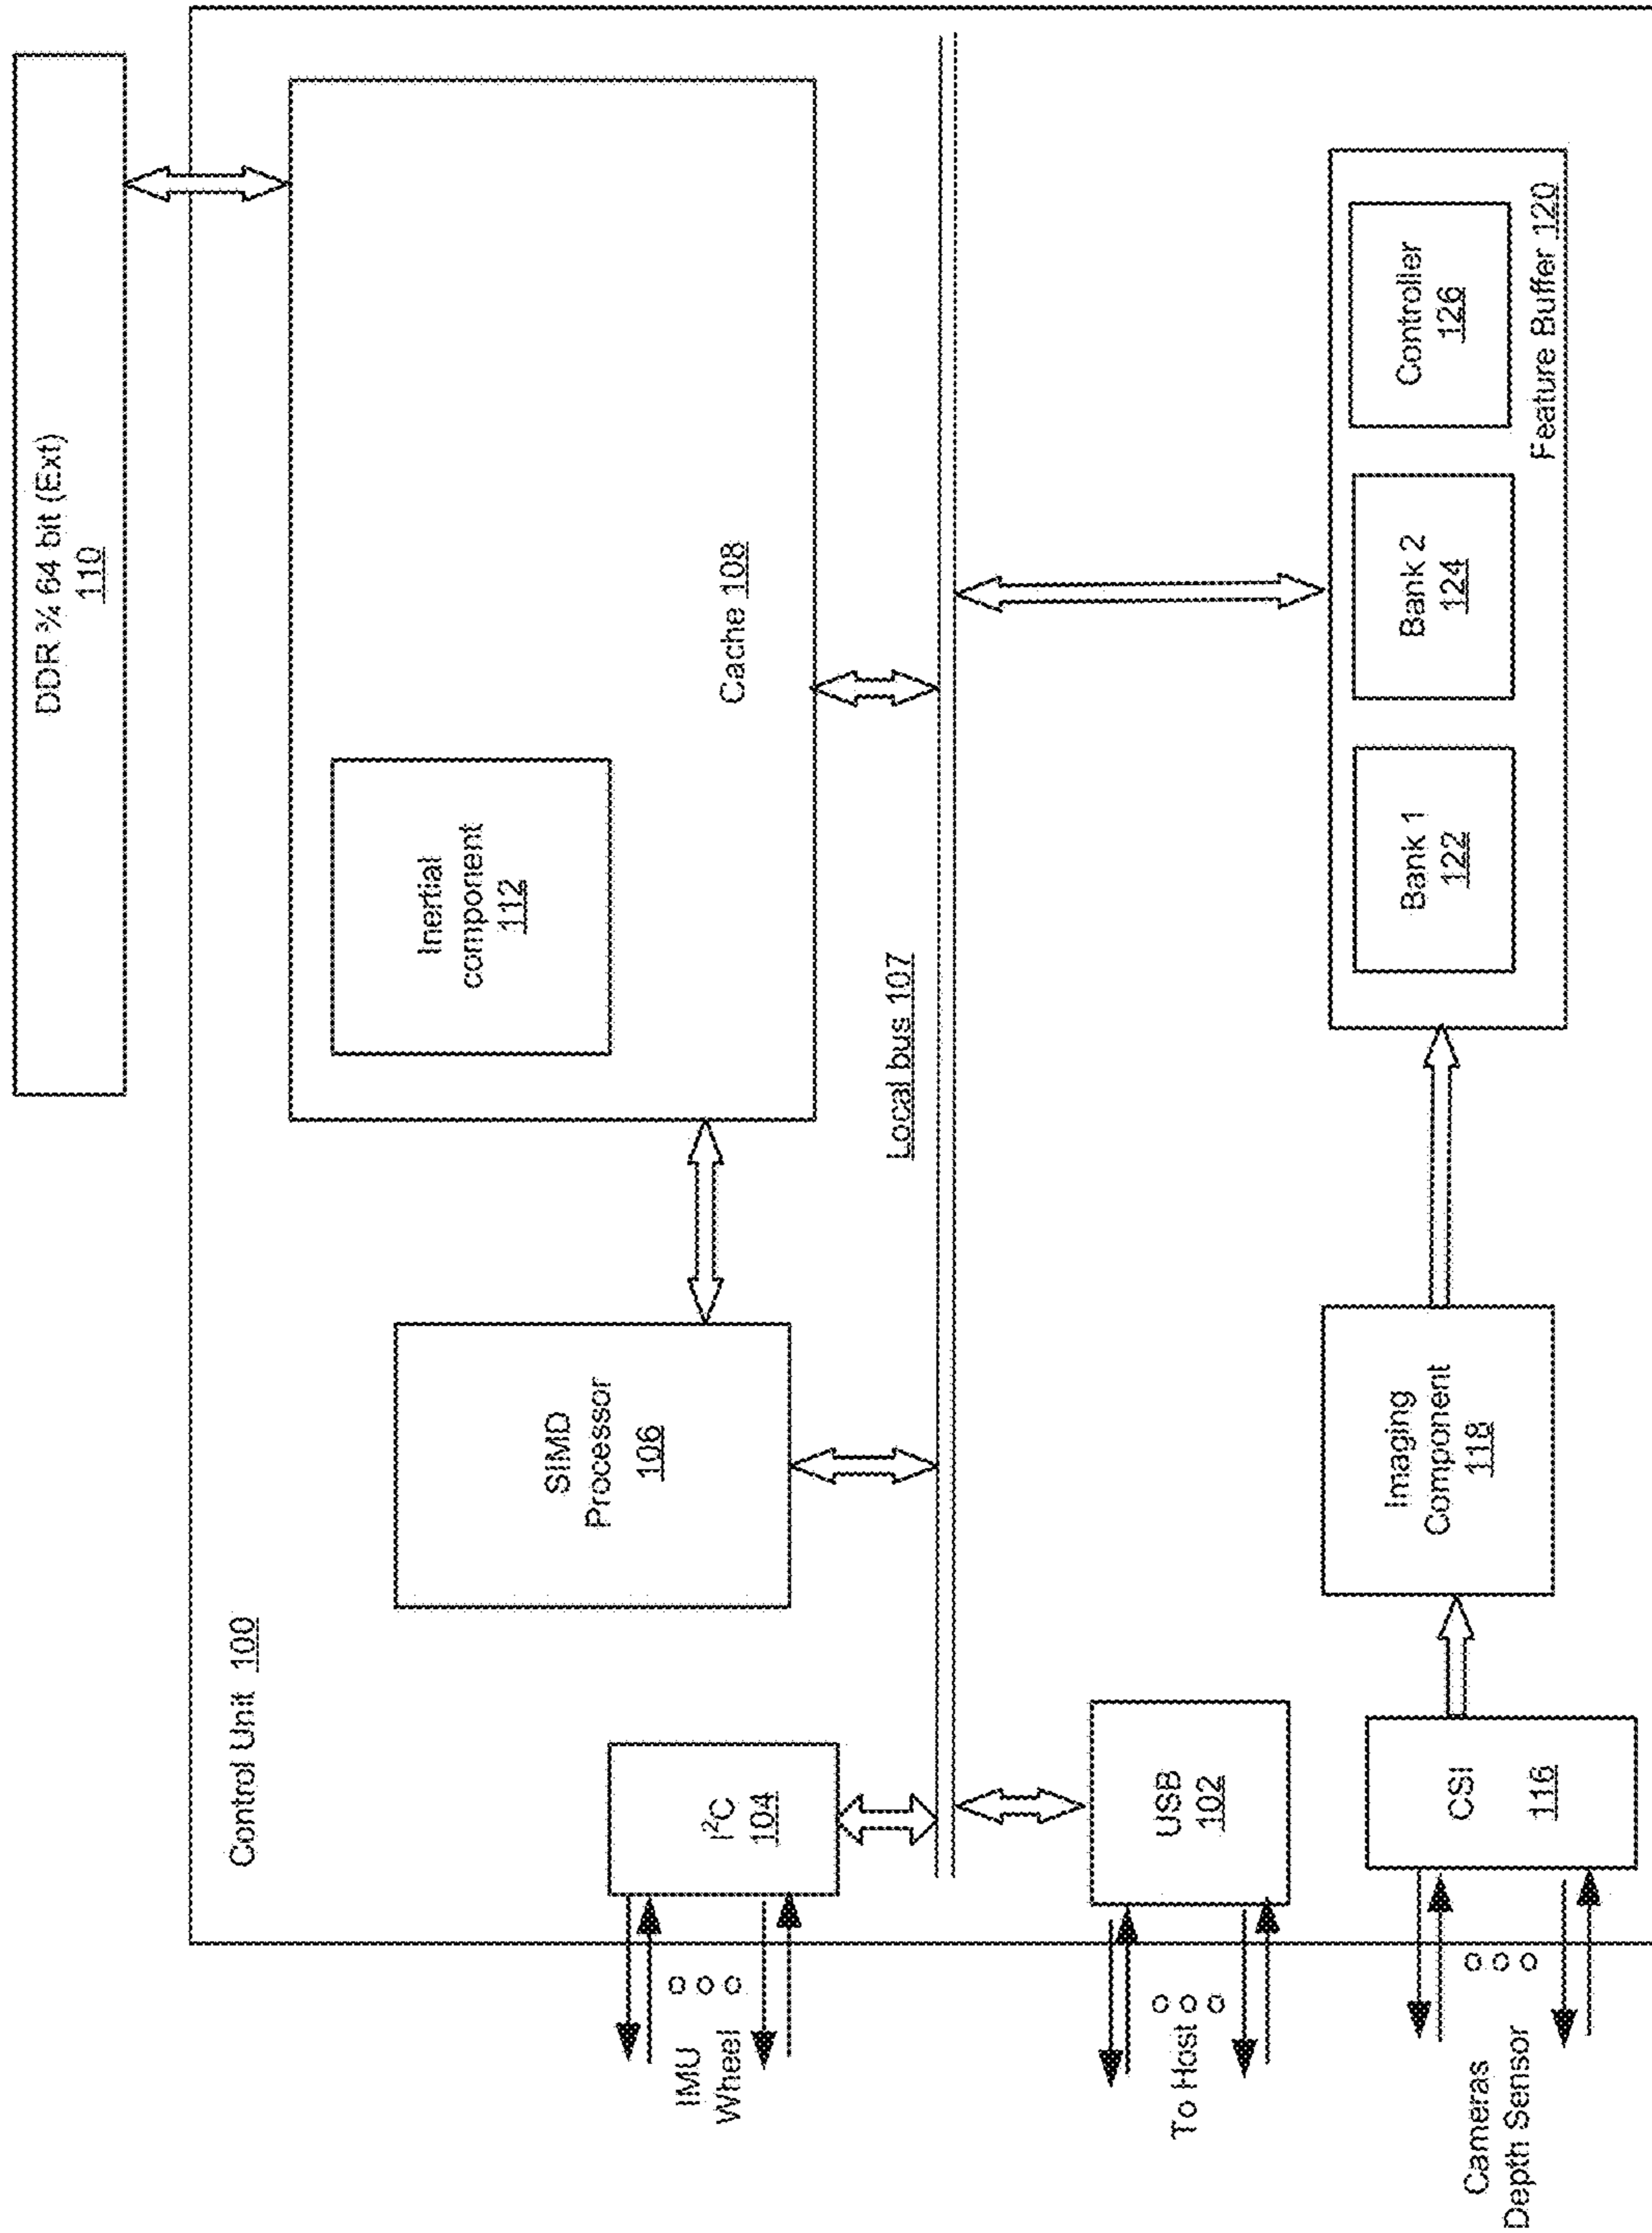 DDR ¾ 64 bit (Ext)
110
Control Unit 100
Inertial
component
112
SIMD
Processor
106
Cache 108
I²C
104
IMU
Wheel
Local bus 107
USB
102
To Host
Bank 1
122
Bank 2
124
Controller
126
Feature Buffer 120
Imaging
Component
118
CSI
116
Cameras
Depth Sensor